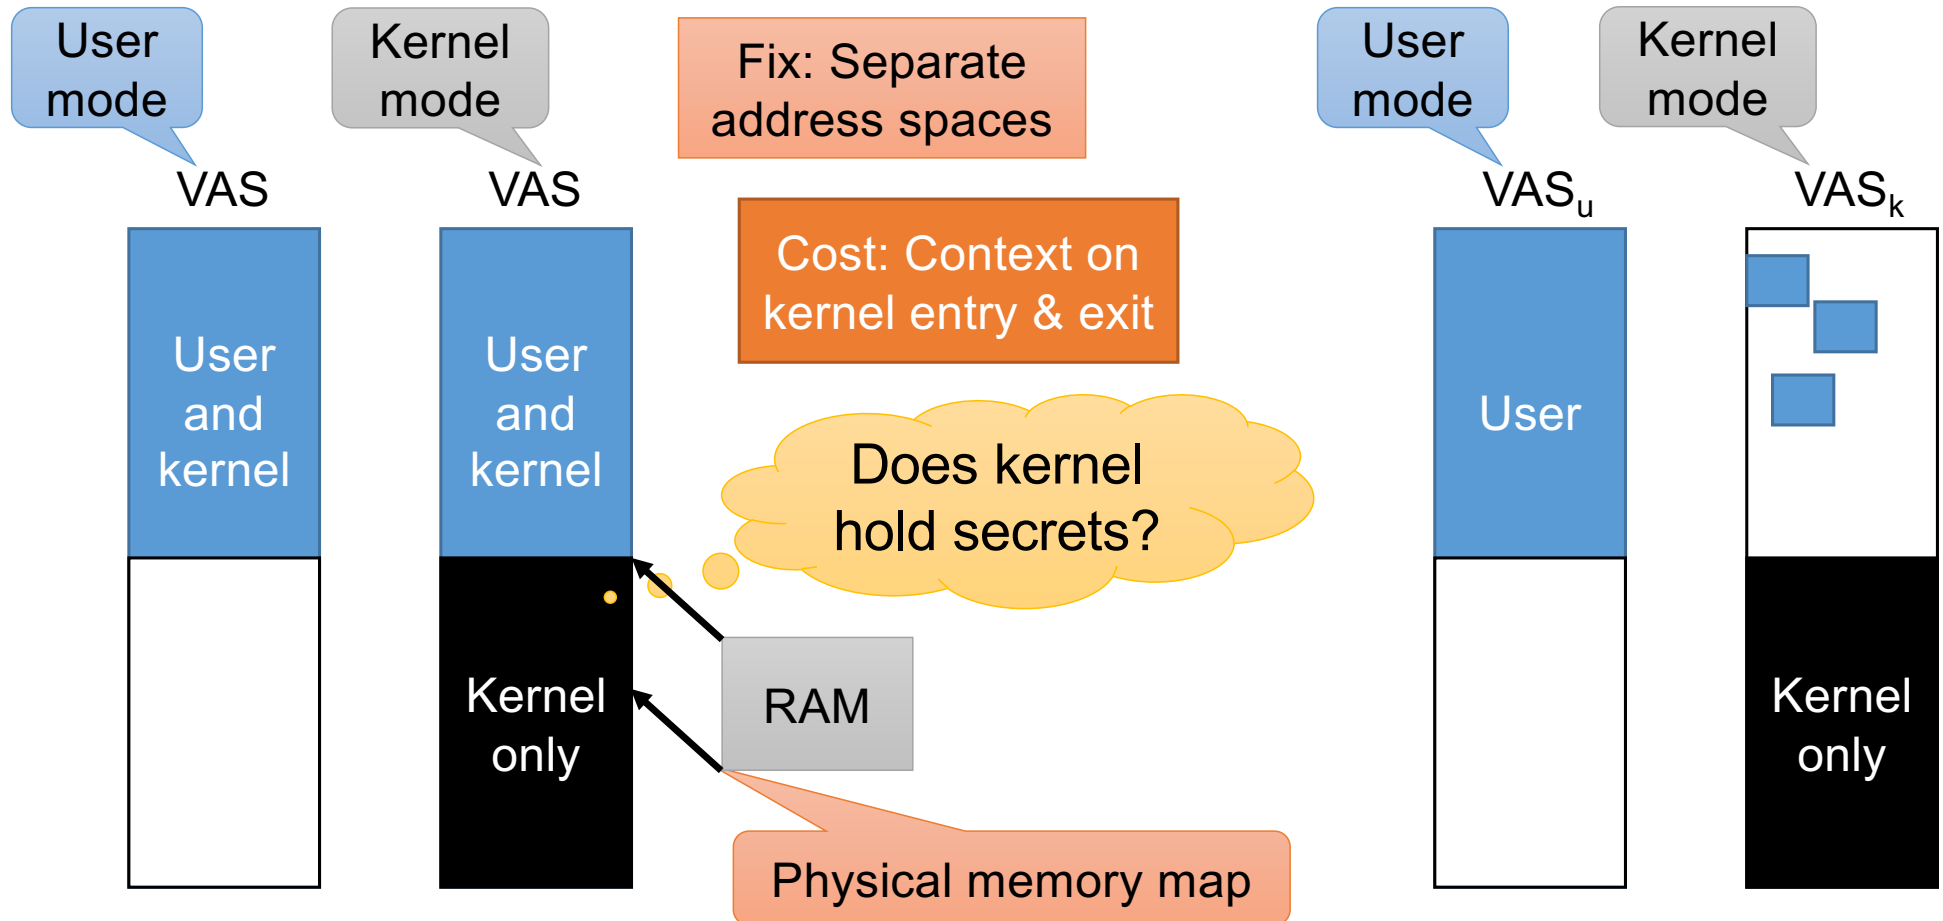 User
mode
Kernel
mode
Fix: Separate
address spaces
User
mode
Kernel
mode
VAS
VAS
VASu
VASk
Cost: Context on
kernel entry & exit
User
and
kernel
User
and
kernel
Does kernel
hold secrets?
User
Kernel
only
RAM
Kernel
only
Physical memory map